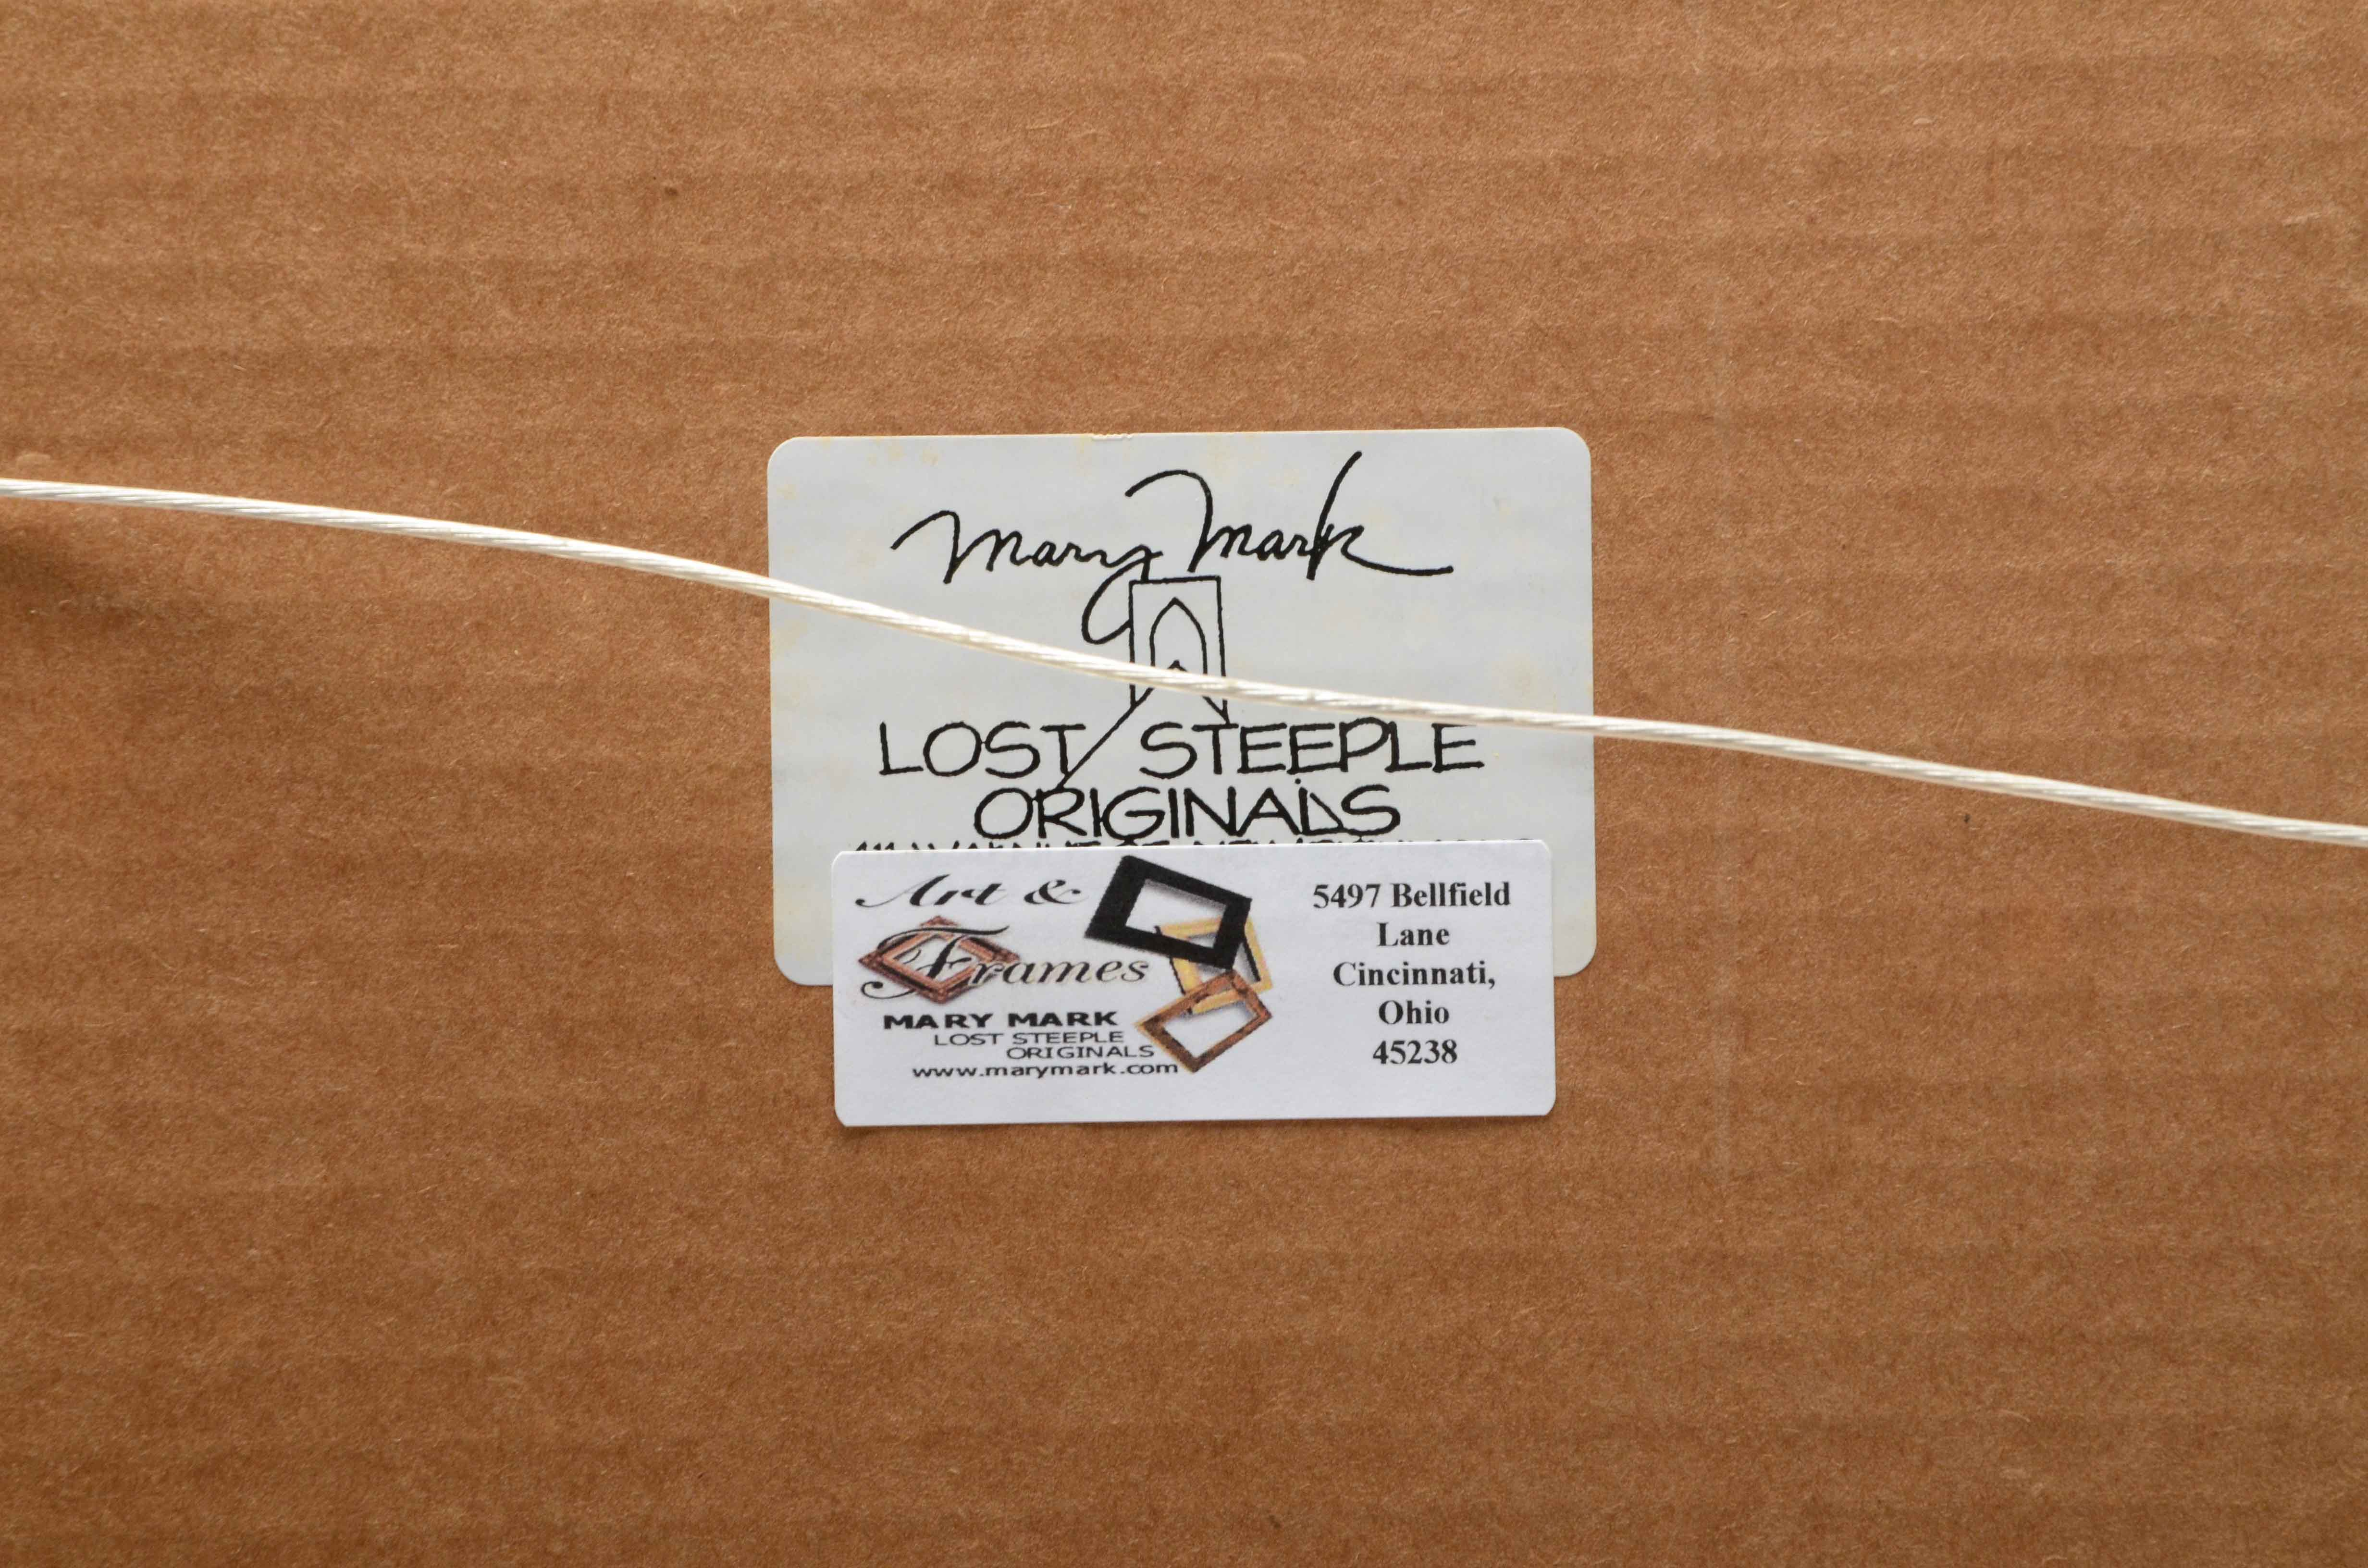 Mary Mark
LOST STEEPLE
ORIGINALS
Art &
Frames
MARY MARK
LOST STEEPLE
ORIGINALS
www.marymark.com
5497 Bellfield
Lane
Cincinnati,
Ohio
45238